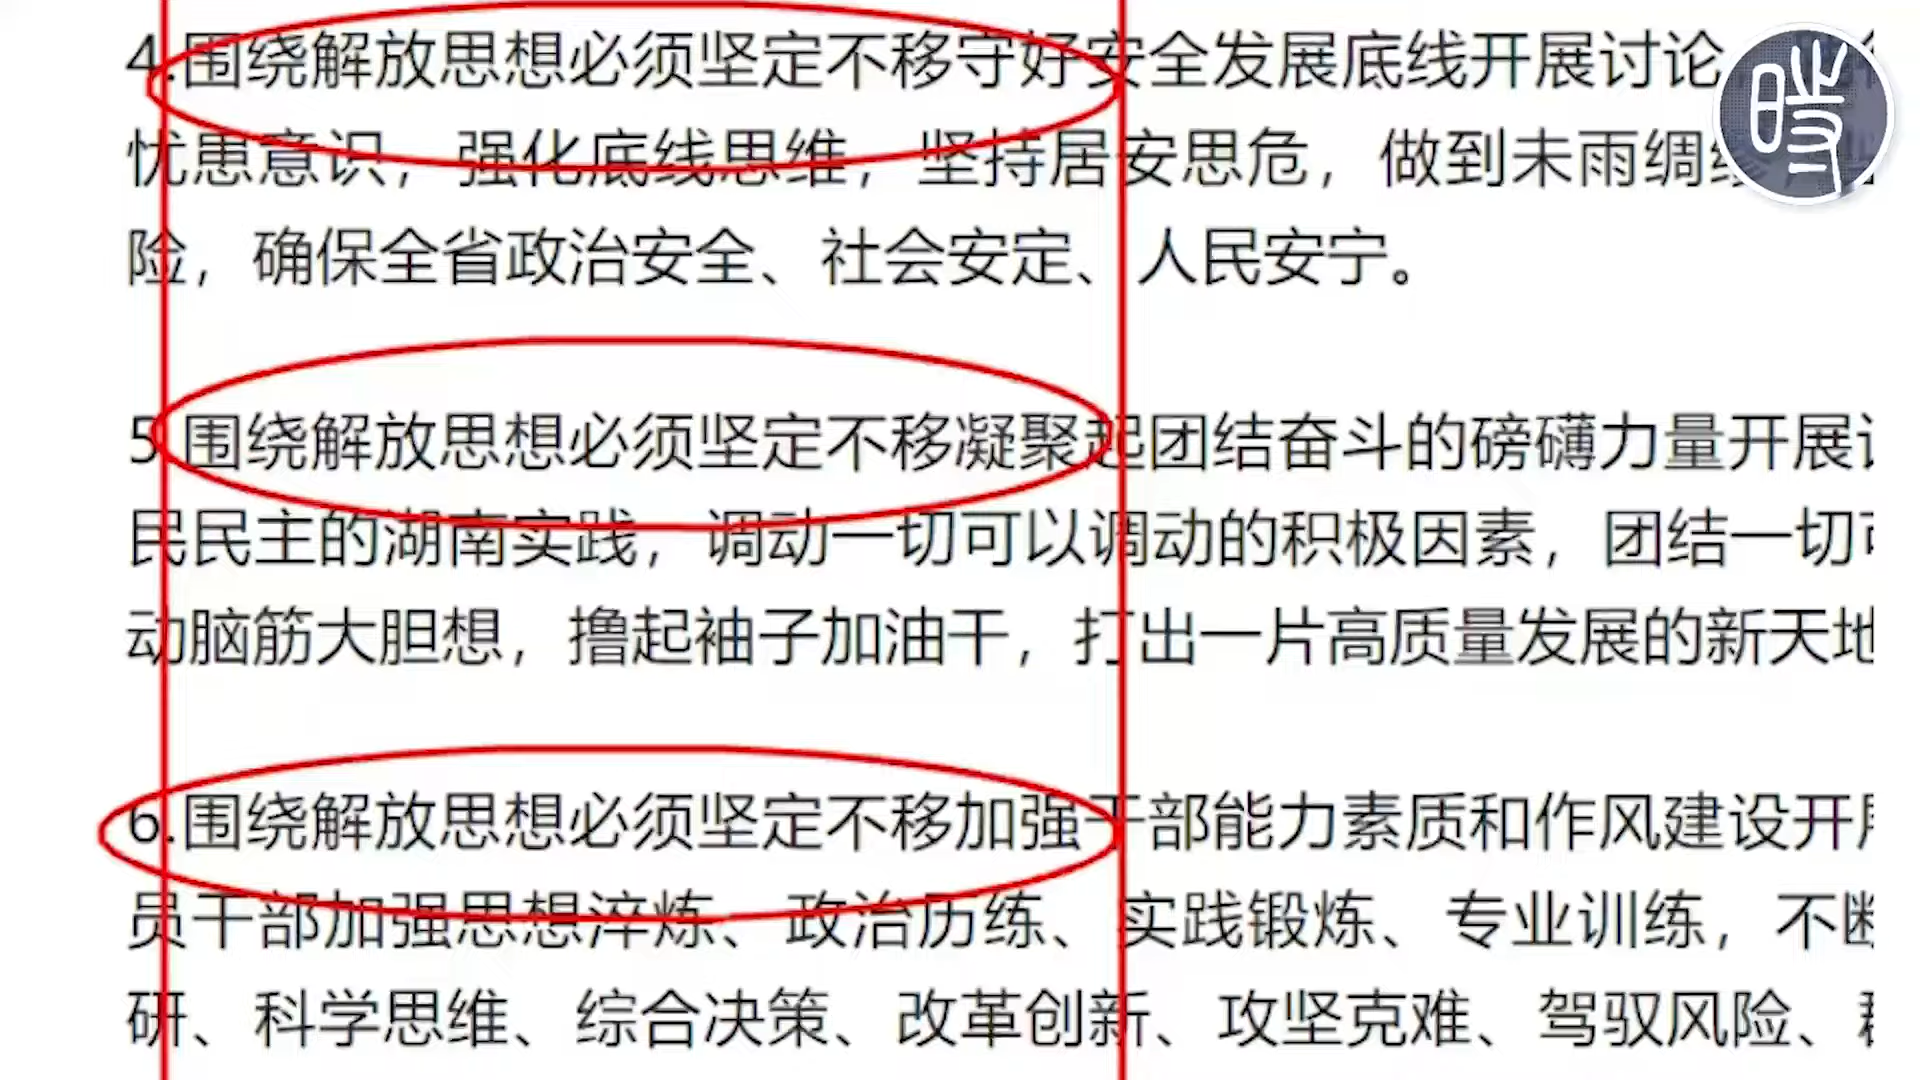 4.围绕解放思想必须坚定不移守好安全发展底线开展讨论
忧患意识，强化底线思维，坚持居安思危，做到未雨绸
险，确保全省政治安全、社会安定、人民安宁。
5.围绕解放思想必须坚定不移凝聚起团结奋斗的磅礴力量开展
民民主的湖南实践，调动一切可以调动的积极因素，团结一切
动脑筋大胆想，撸起袖子加油干，打出一片高质量发展的新天地
6.围绕解放思想必须坚定不移加强干部能力素质和作风建设开
员干部加强思想淬炼、政治历练、实践锻炼、专业训练，不断
研、科学思维、综合决策、改革创新、攻坚克难、驾驭风险、